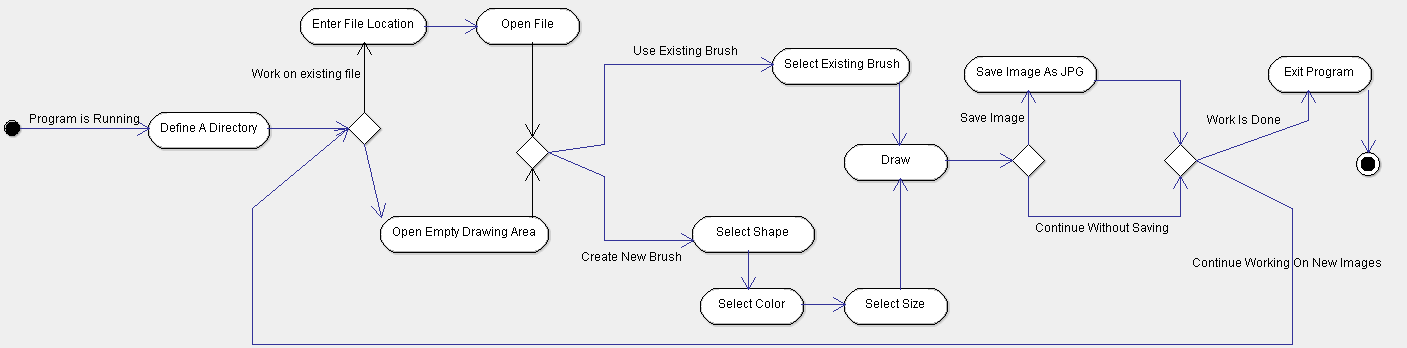 Enter File Location
Open File
Use Existing Brush
Work on existing file
Select Existing Brush
Save Image As JPG
Exit Program
Program is Running
Define A Directory
Save Image
Work Is Done
Draw
Open Empty Drawing Area
Select Shape
Continue Without Saving
Create New Brush
Continue Working On New Images
Select Color
Select Size